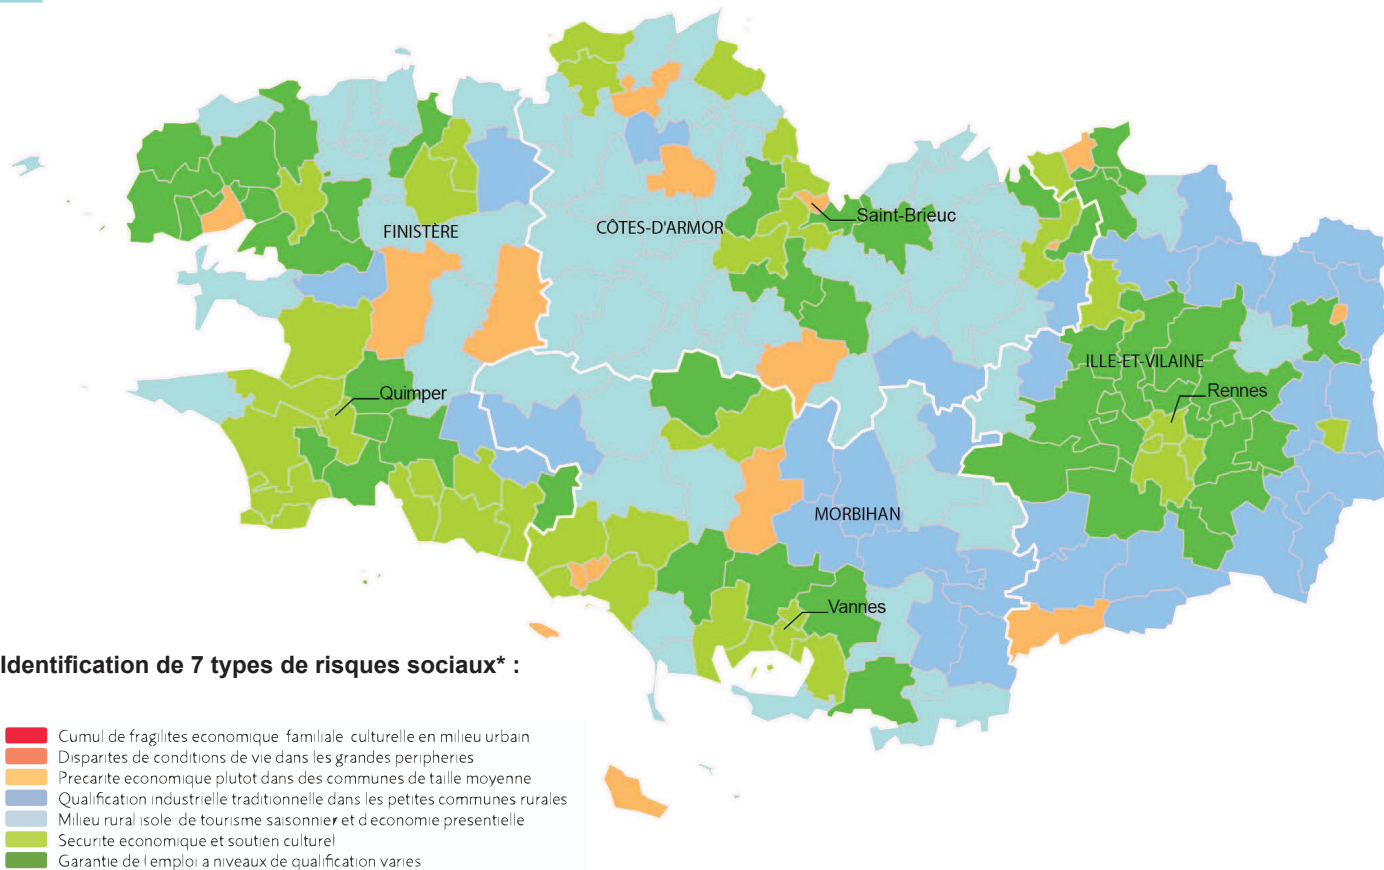 FINISTÈRE
CÔTES-D'ARMOR
Saint-Brieuc
ILLE-ET-VILAINE
Rennes
Quimper
MORBIHAN
Vannes
Identification de 7 types de risques sociaux* :
Cumul de fragilites economique familiale culturelle en milieu urbain
Disparites de conditions de vie dans les grandes peripheries
Precarite economique plutot dans des communes de taille moyenne
Qualification industrielle traditionnelle dans les petites communes rurales
Milieu rural isole de tourisme saisonnier et d economie presentielle
Securite economique et soutien culturel
Garantie de l emploi a niveaux de qualification varies